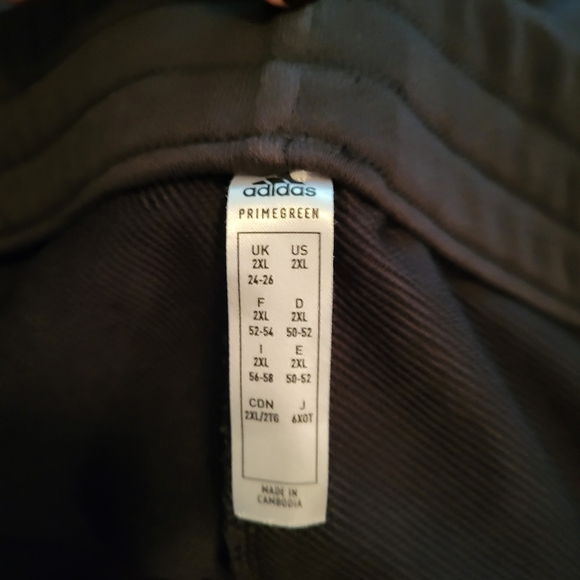 adidas
PRIMEGREEN
UK US
2XL 2XL
24-26
F D
2XL 2XL
52-54 50-52
I E
2XL 2XL
56-58 50-52
CDN J
2XL/2TG 6XOT
MADE IN
CAMBODIA